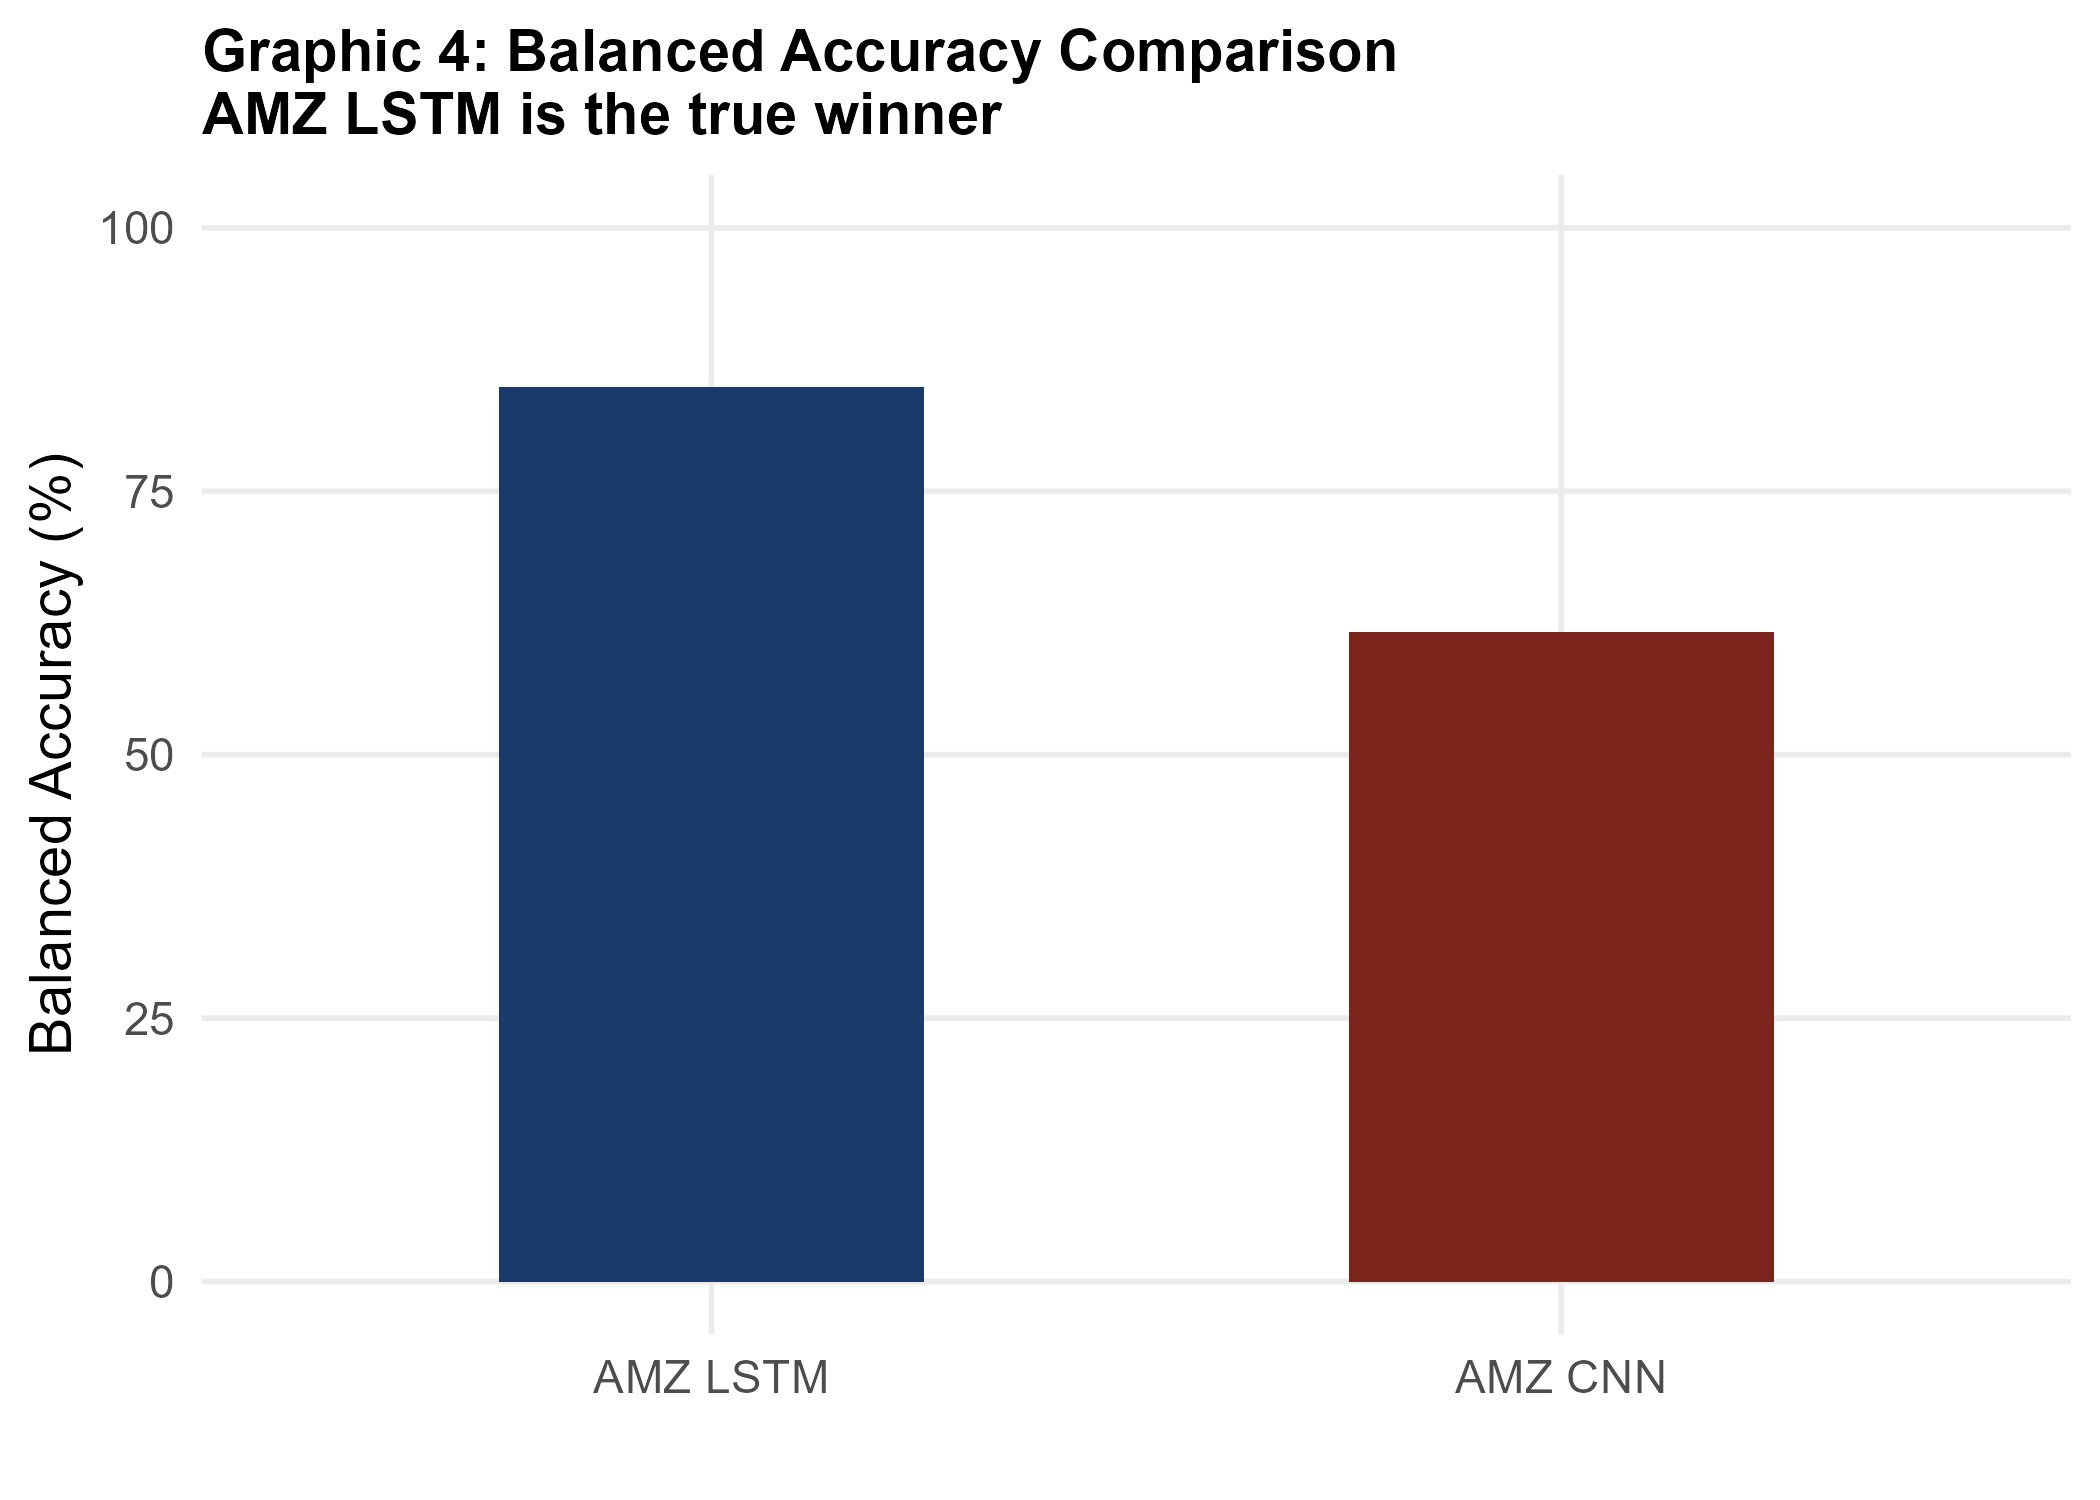 Graphic 4: Balanced Accuracy Comparison
AMZ LSTM is the true winner
Balanced Accuracy (%)
100
75
50
25
0
AMZ LSTM
AMZ CNN